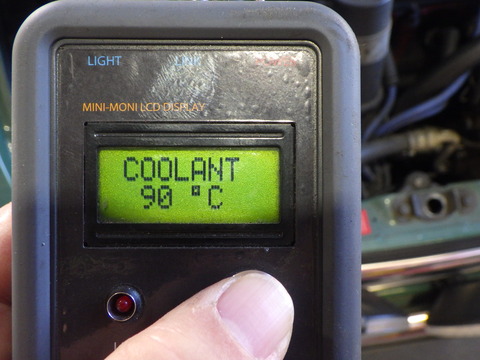 LIGHT
MINI-MONI LCD DISPLAY
COOLANT
90 °C